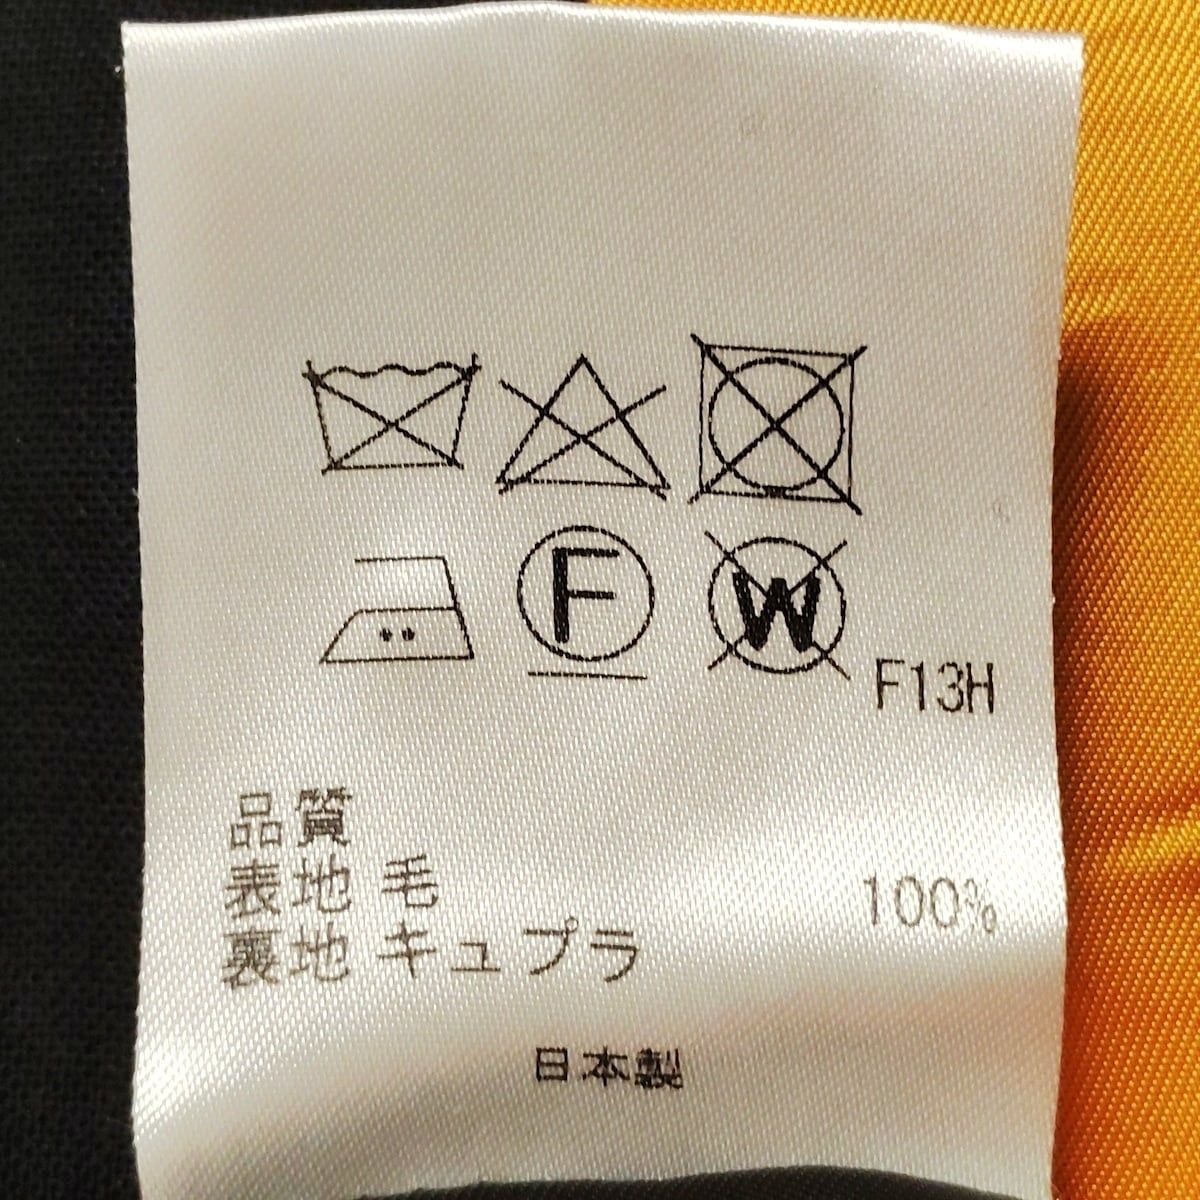 F W
F13H
品質
表地 毛 100%
裏地 キュプラ
日本製